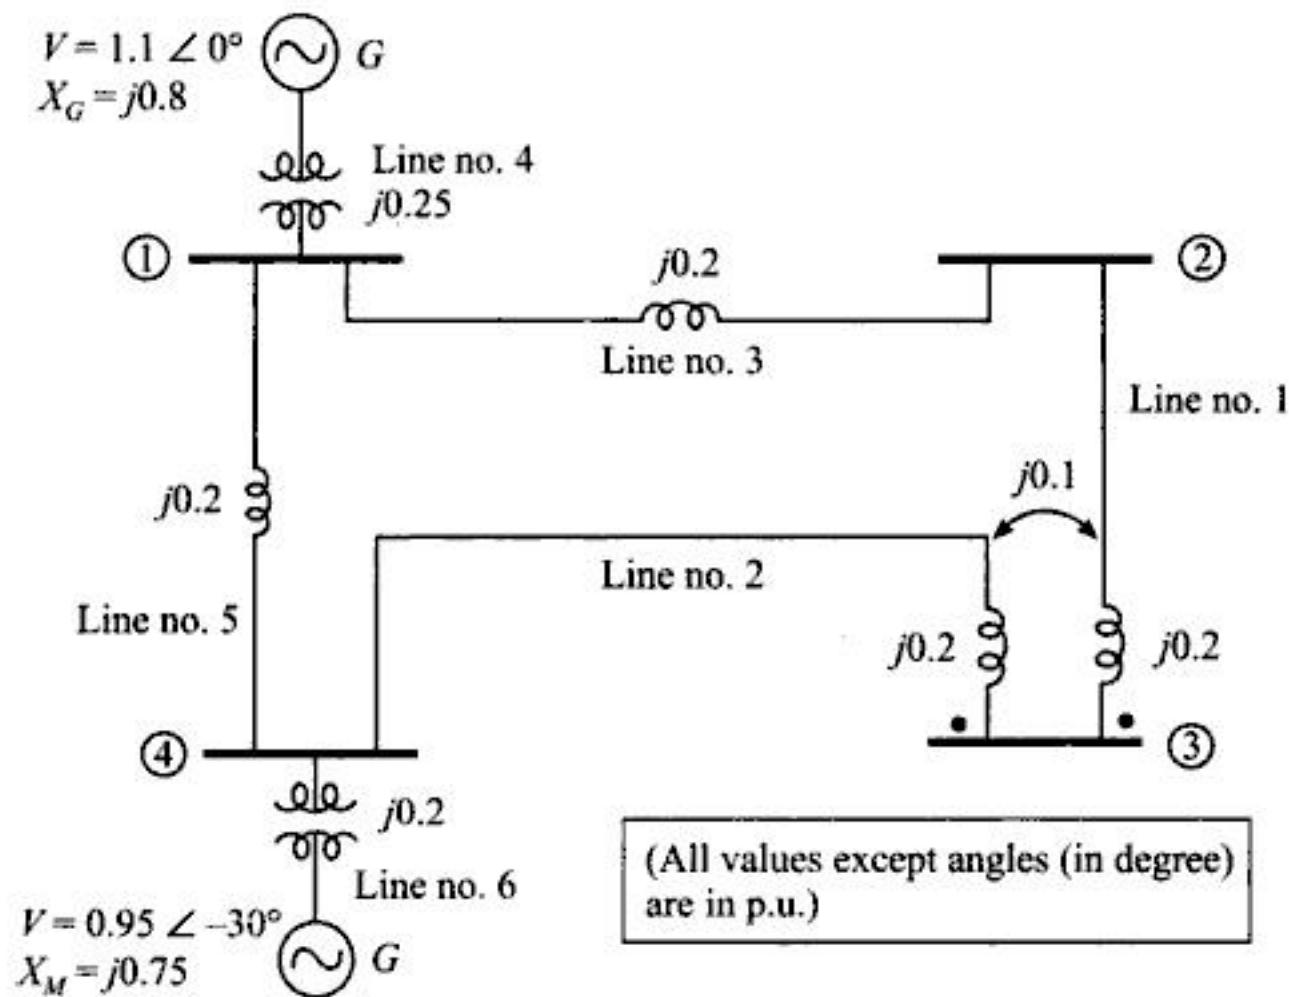 V = 1.1 ∠ 0°
G
X_G = j0.8
Line no. 4
j0.25
①
②
j0.2
Line no. 3
Line no. 1
j0.1
j0.2
Line no. 2
Line no. 5
j0.2
j0.2
④
③
j0.2
(All values except angles (in degree)
are in p.u.)
Line no. 6
V = 0.95 ∠ –30°
G
X_M = j0.75